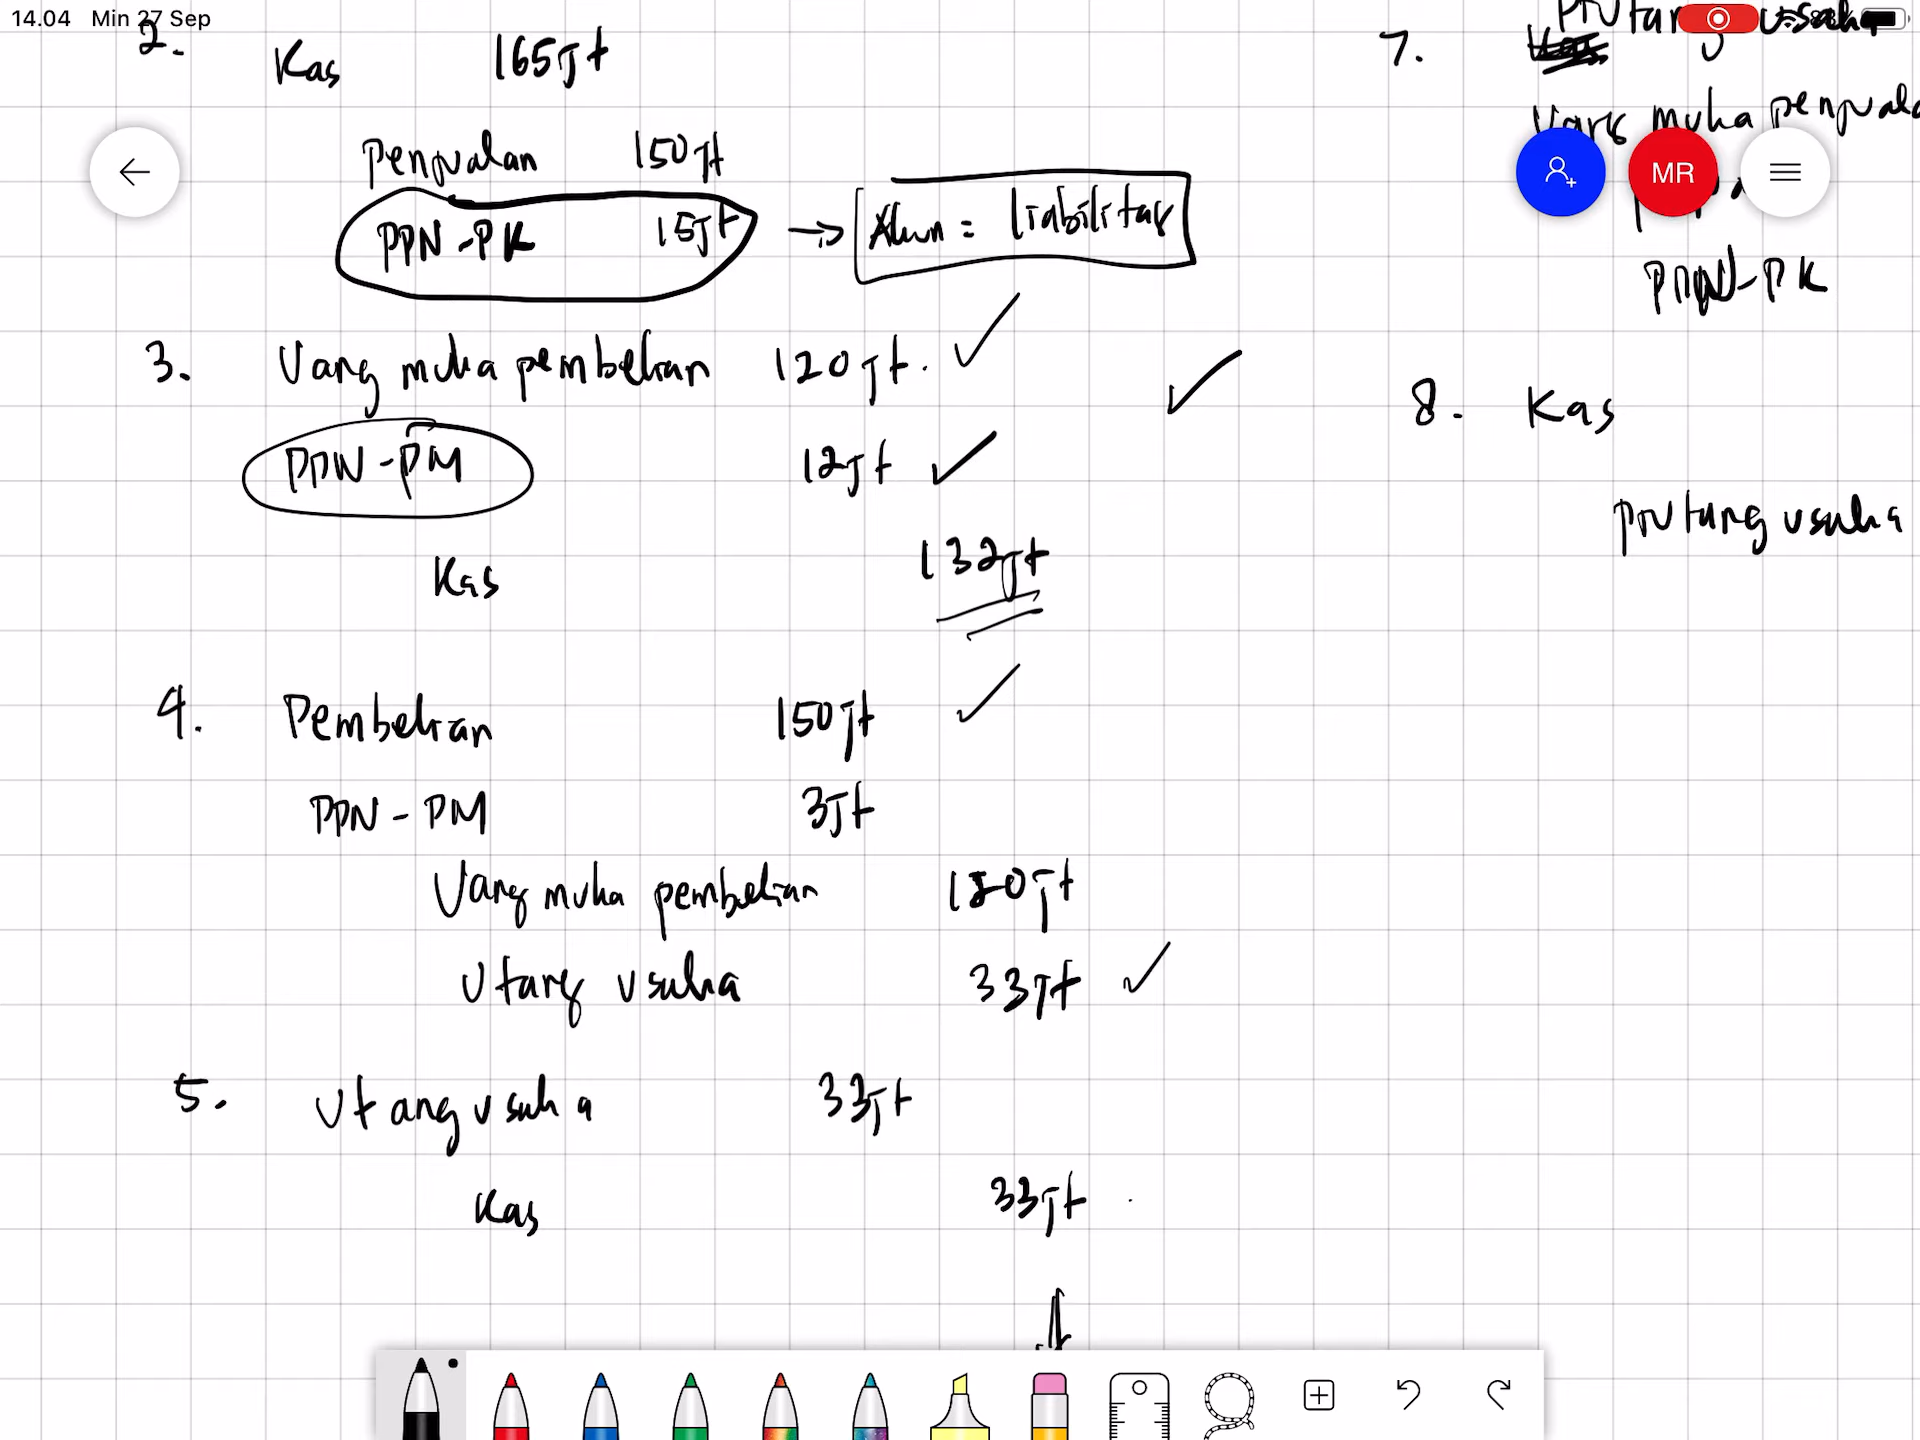 14.04 Min 27 Sep
2. Kas 165jt
Penjualan 150jt
PPN-PK 15jt → Akun = liabilitas
3. Uang muka pembelian 120jt.
PPN-PM 12jt
Kas 132jt
4. Pembelian 150jt
PPN-PM 3jt
Uang muka pembelian 120jt
Utang usaha 33jt
5. Utang usaha 33jt
Kas 33jt
7. Piutang usaha
Kas
Uang muka penjuala
MR
PPN-PK
8. Kas
piutang usaha